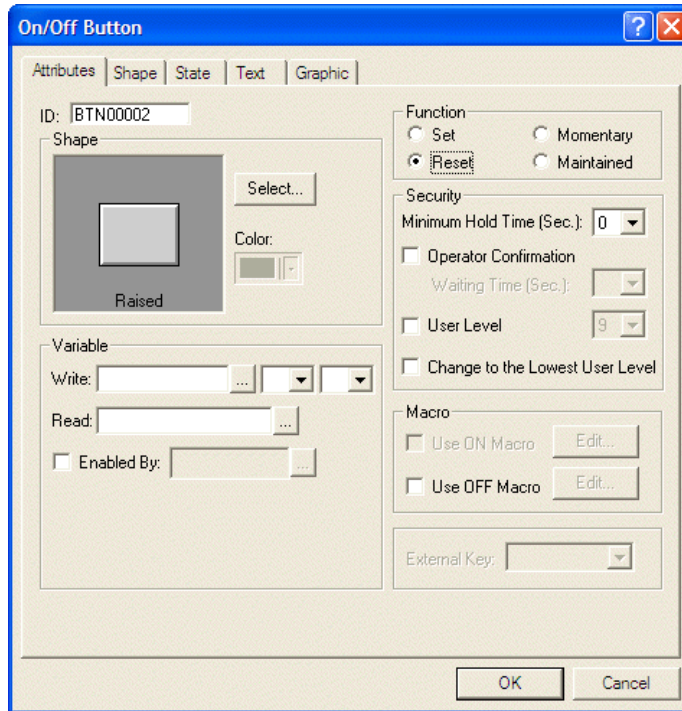 On/Off Button
Attributes Shape State Text Graphic
ID: BTN00002
Shape
Select...
Color:
Raised
Variable
Write: ...
Read: ...
Enabled By: ...
Function
Set Momentary
Reset Maintained
Security
Minimum Hold Time (Sec.): 0
Operator Confirmation
Waiting Time (Sec.):
User Level 9
Change to the Lowest User Level
Macro
Use ON Macro Edit...
Use OFF Macro Edit...
External Key:
OK Cancel